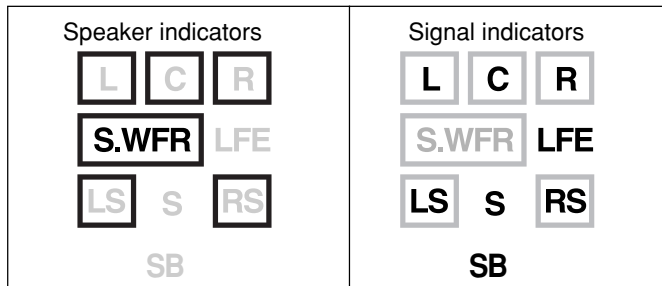 Speaker indicators
L C R
S.WFR LFE
LS S RS
SB
Signal indicators
L C R
S.WFR LFE
LS S RS
SB